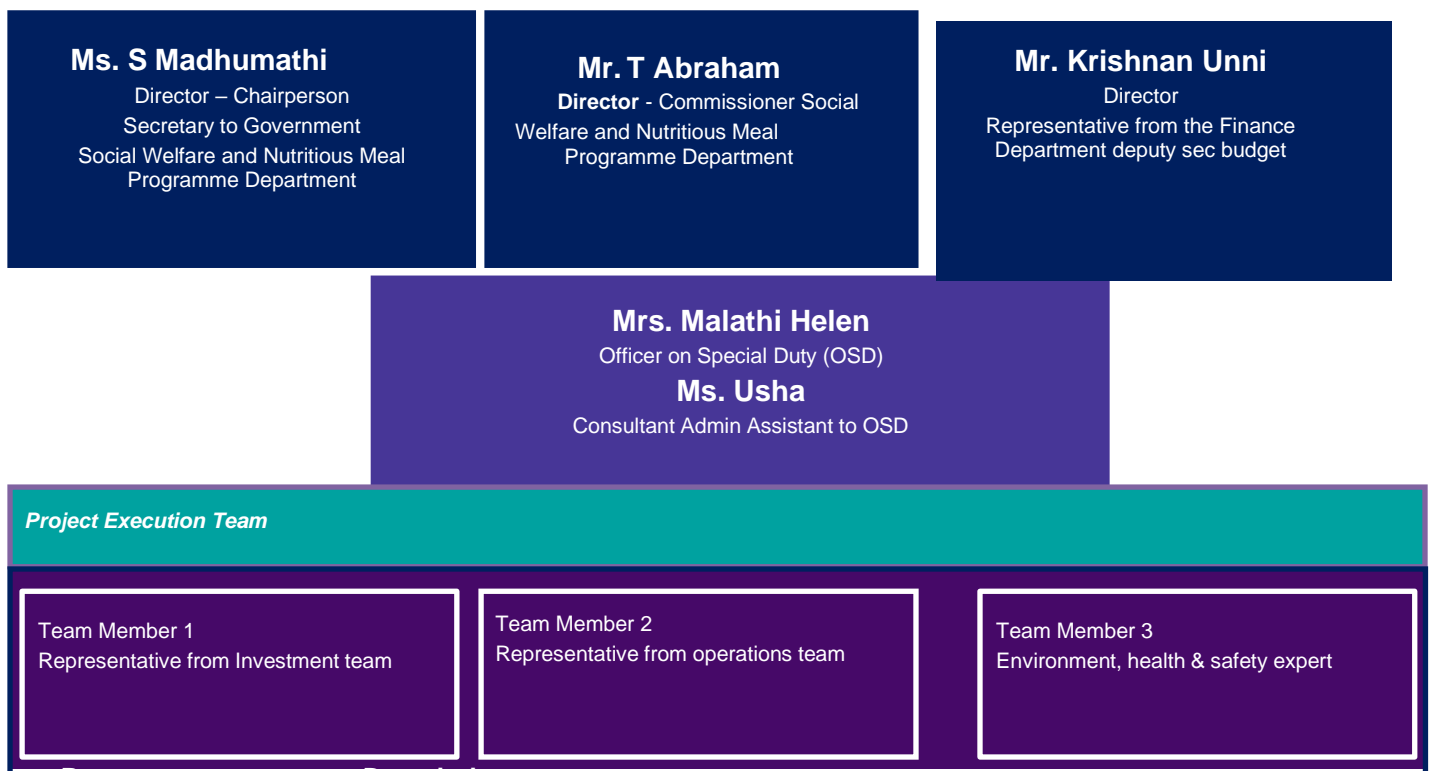 Ms. S Madhumathi
Director – Chairperson
Secretary to Government
Social Welfare and Nutritious Meal
Programme Department
Mr. T Abraham
Director - Commissioner Social
Welfare and Nutritious Meal
Programme Department
Mr. Krishnan Unni
Director
Representative from the Finance
Department deputy sec budget
Mrs. Malathi Helen
Officer on Special Duty (OSD)
Ms. Usha
Consultant Admin Assistant to OSD
Project Execution Team
Team Member 1
Representative from Investment team
Team Member 2
Representative from operations team
Team Member 3
Environment, health & safety expert